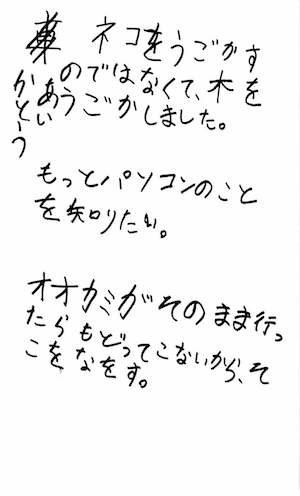 ネコをうごかす
のではなくて、木を
うごかしました。
かとう
あい
もっとパソコンのこと
を知りたい。
オオカミがそのまま行っ
たらもどってこないから、そ
こをなをす。